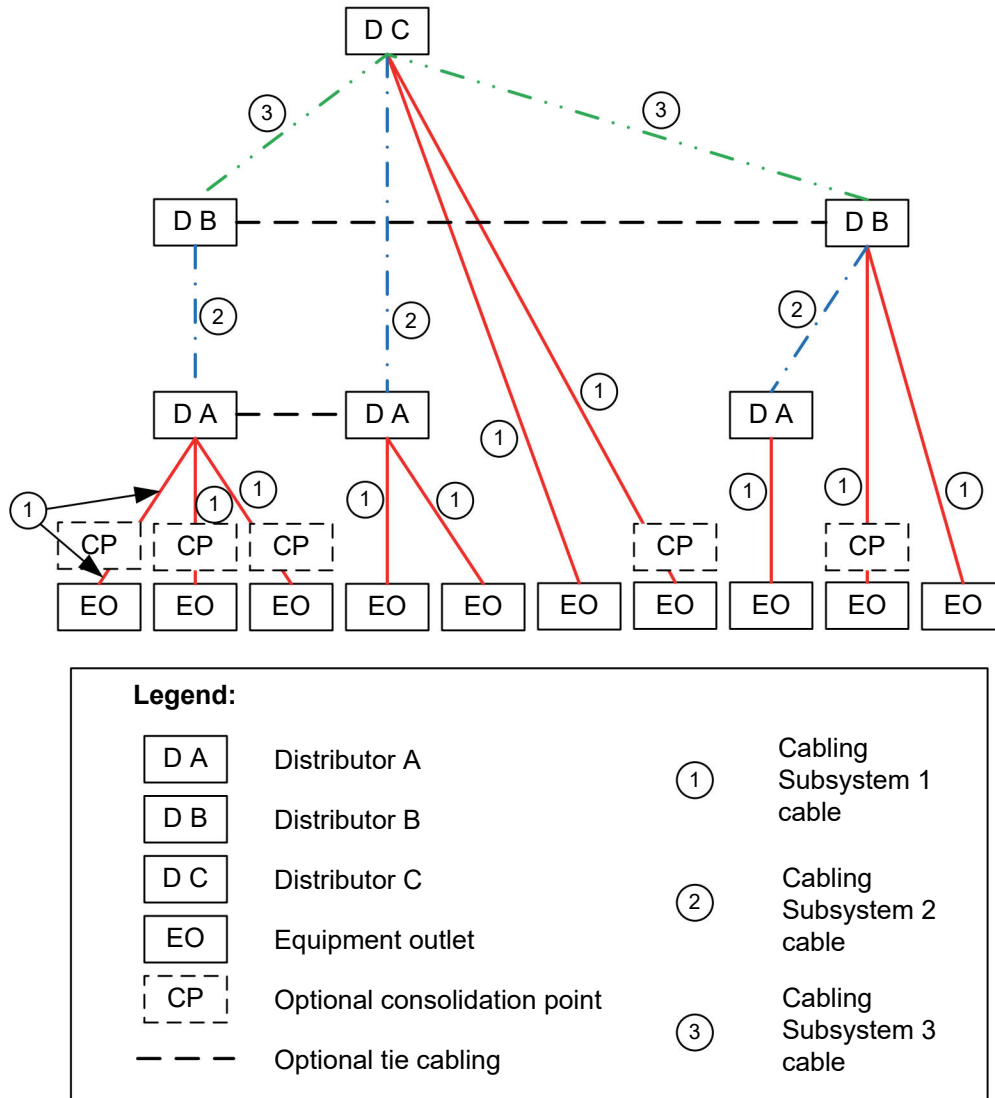 D C
3
3
D B
D B
2
2
2
D A
D A
D A
1
1
1
1
1
1
1
1
1
1
CP
CP
CP
CP
CP
EO
EO
EO
EO
EO
EO
EO
EO
EO
EO
Legend:
D A Distributor A
D B Distributor B
D C Distributor C
EO Equipment outlet
CP Optional consolidation point
Optional tie cabling
1 Cabling
Subsystem 1
cable
2 Cabling
Subsystem 2
cable
3 Cabling
Subsystem 3
cable